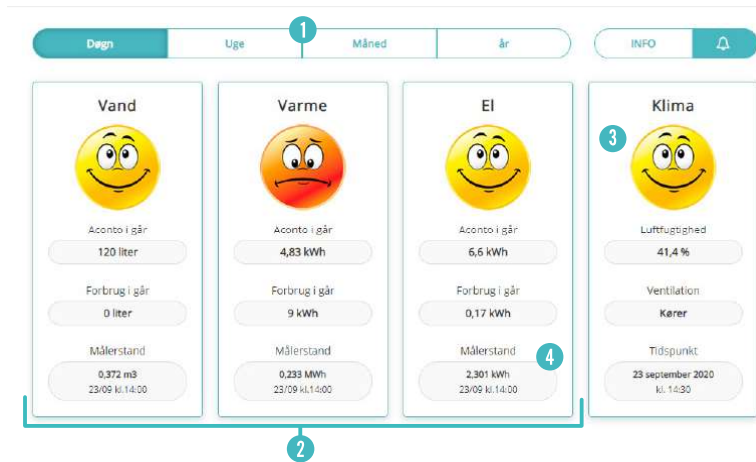 Døgn
Uge
1
Måned
år
INFO
Vand
Aconto i går
120 liter
Forbrug i går
0 liter
Målerstand
0,372 m3
23/09 kl.14:00
Varme
Aconto i går
4,83 kWh
Forbrug i går
9 kWh
Målerstand
0,233 MWh
23/09 kl.14:00
El
Aconto i går
6,6 kWh
Forbrug i går
0,17 kWh
Målerstand
4
2,301 kWh
23/09 kl.14:00
Klima
3
Luftfugtighed
41,4 %
Ventilation
Kører
Tidspunkt
23 september 2020
kl. 14:30
2